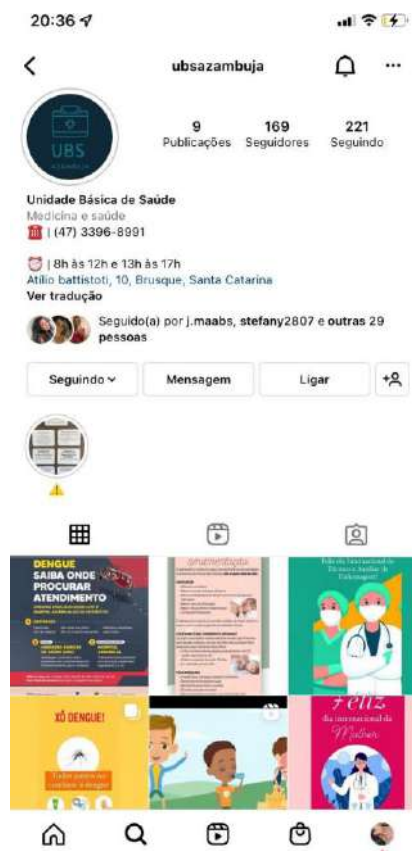 20:36
ubsazambuja
UBS
9 169 221
Publicações Seguidores Seguindo
Unidade Básica de Saúde
Medicina e saúde
| (47) 3396-8991
| 8h às 12h e 13h às 17h
Atílio battistoti, 10, Brusque, Santa Catarina
Ver tradução
Seguido(a) por j.maabs, stefany2807 e outras 29
pessoas
Seguindo Mensagem Ligar
DENGUE
SAIBA ONDE
PROCURAR
ATENDIMENTO
XÔ DENGUE!
Feliz
dia internacional da
Mulher